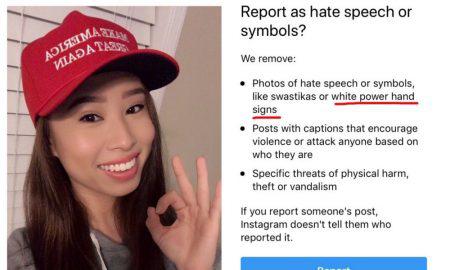 MAKE AMERICA
GREAT AGAIN
Report as hate speech or
symbols?
We remove:
• Photos of hate speech or symbols,
like swastikas or white power hand
signs
• Posts with captions that encourage
violence or attack anyone based on
who they are
• Specific threats of physical harm,
theft or vandalism
If you report someone's post,
Instagram doesn't tell them who
reported it.
Report